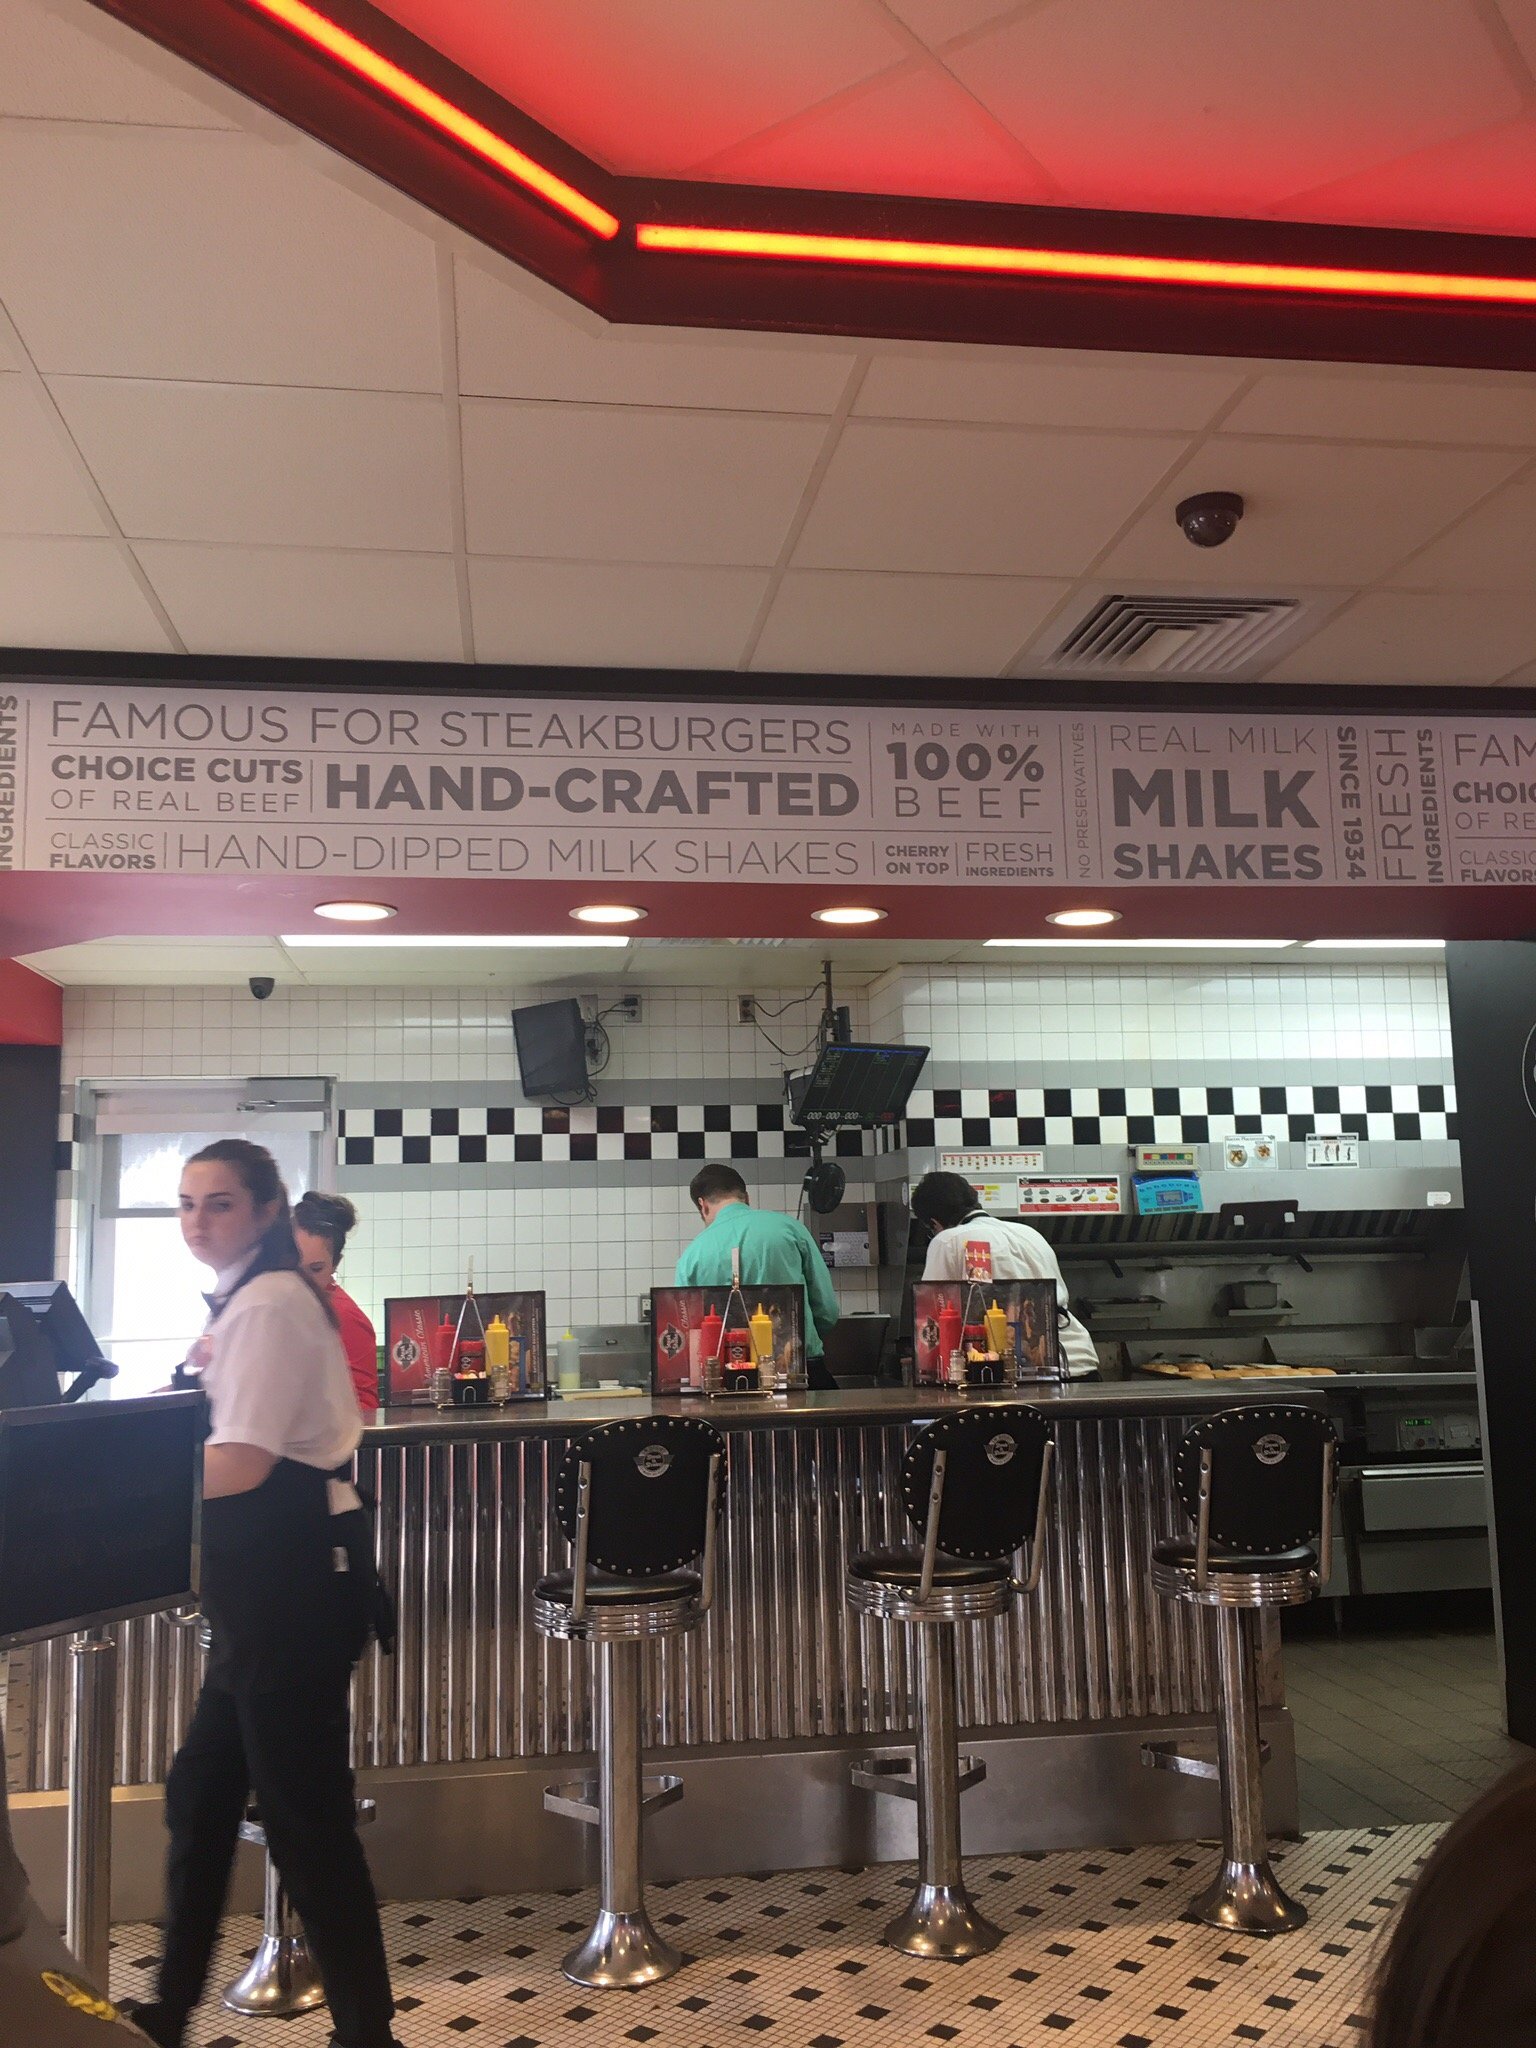 INGREDIENTS
FAMOUS FOR STEAKBURGERS
CHOICE CUTS
OF REAL BEEF
HAND-CRAFTED
CLASSIC
FLAVORS
HAND-DIPPED MILK SHAKES
MADE WITH
100%
BEEF
CHERRY
ON TOP
FRESH
INGREDIENTS
NO PRESERVATIVES
REAL MILK
MILK
SHAKES
SINCE 1934
FRESH
INGREDIENTS
FAM
CHOIC
OF RE
CLASSIC
FLAVORS